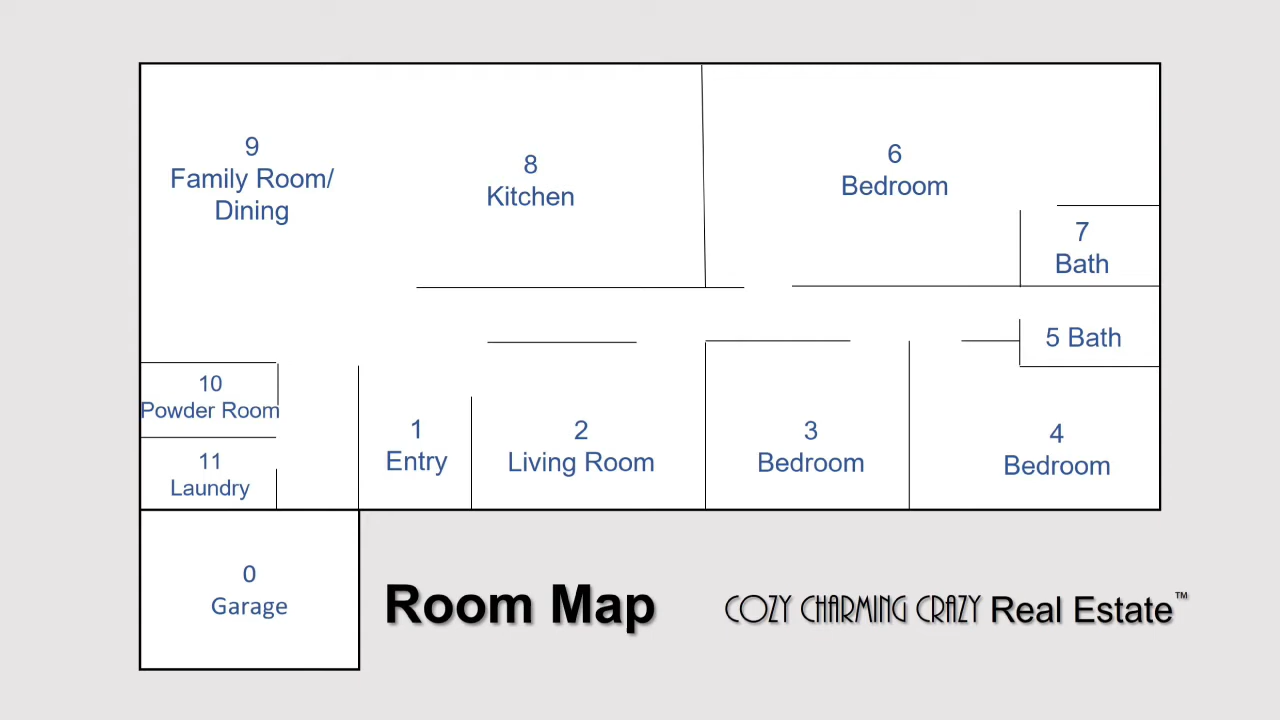 9
Family Room/
Dining
8
Kitchen
6
Bedroom
7
Bath
5 Bath
10
Powder Room
11
Laundry
1
Entry
2
Living Room
3
Bedroom
4
Bedroom
0
Garage
Room Map
COZY CHARMING CRAZY Real Estate™